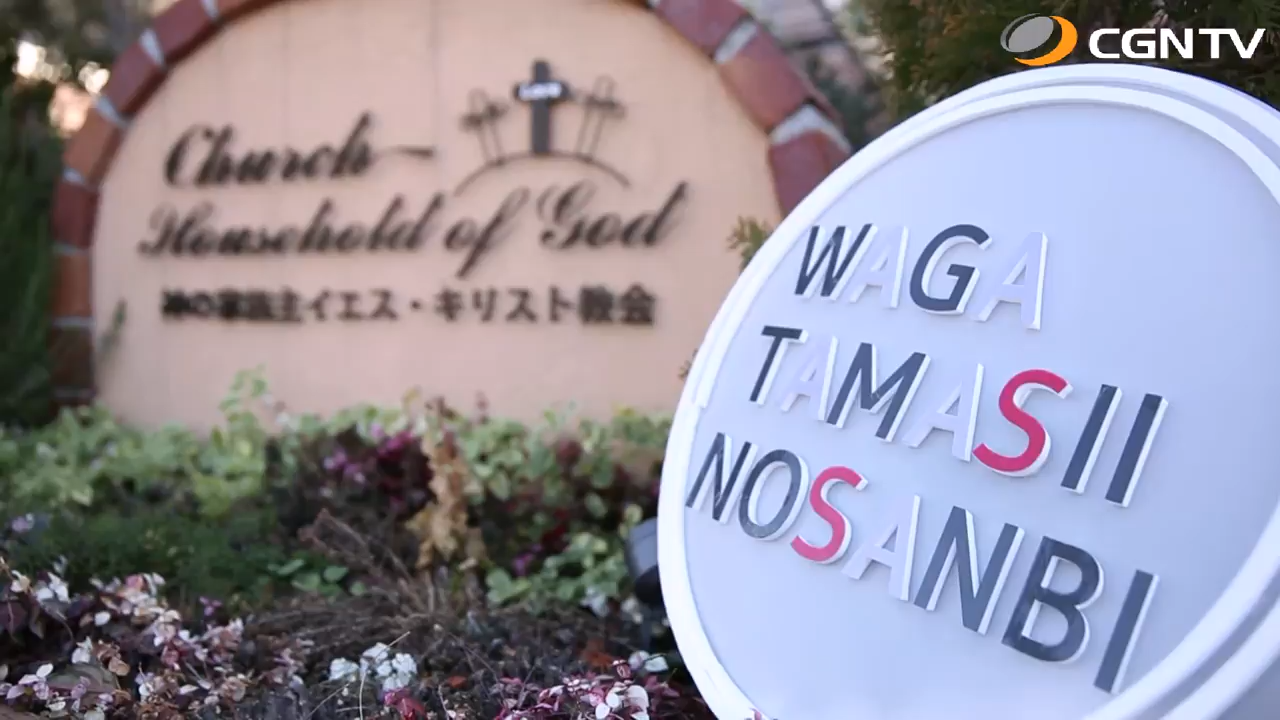 CGNTV
Church
Household of God
神の家族主イエス・キリスト教会
WAGA
TAMASII
NOSANBI